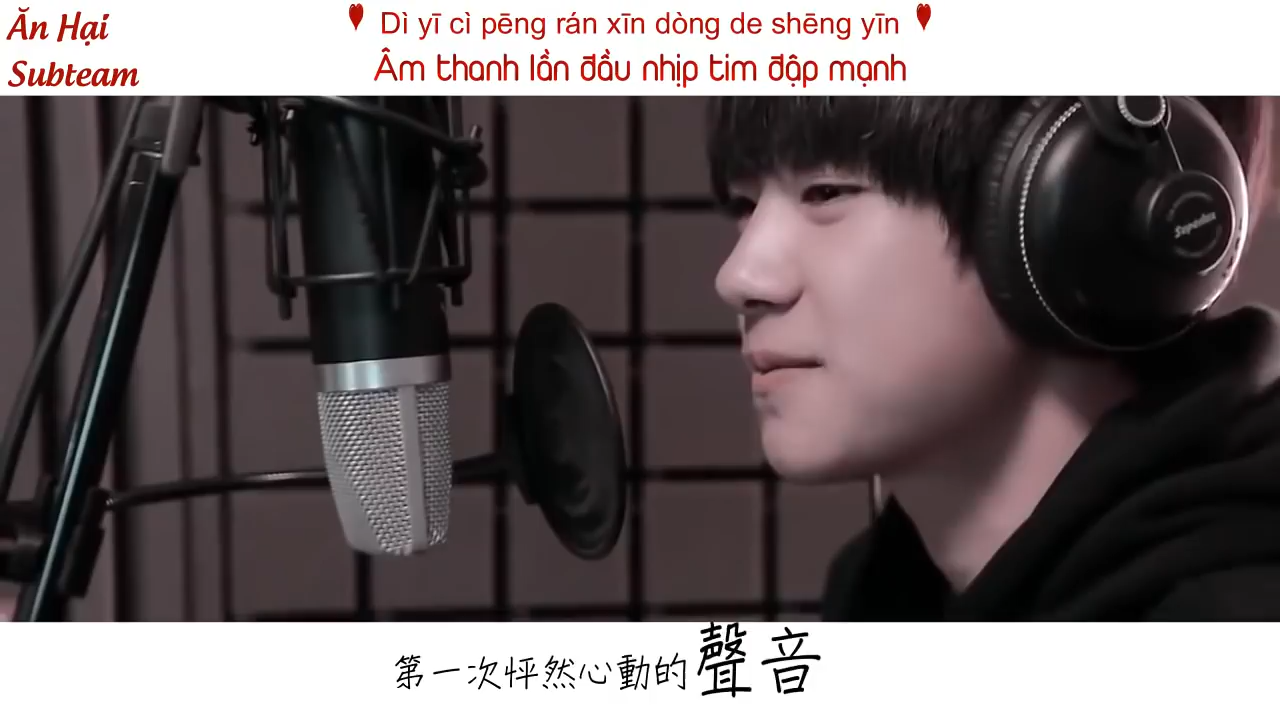 Ăn Hại
Subteam
Dì yī cì pēng rán xīn dòng de shēng yīn
Âm thanh lần đầu nhịp tim đập mạnh
Superlux
第一次怦然心動的聲音